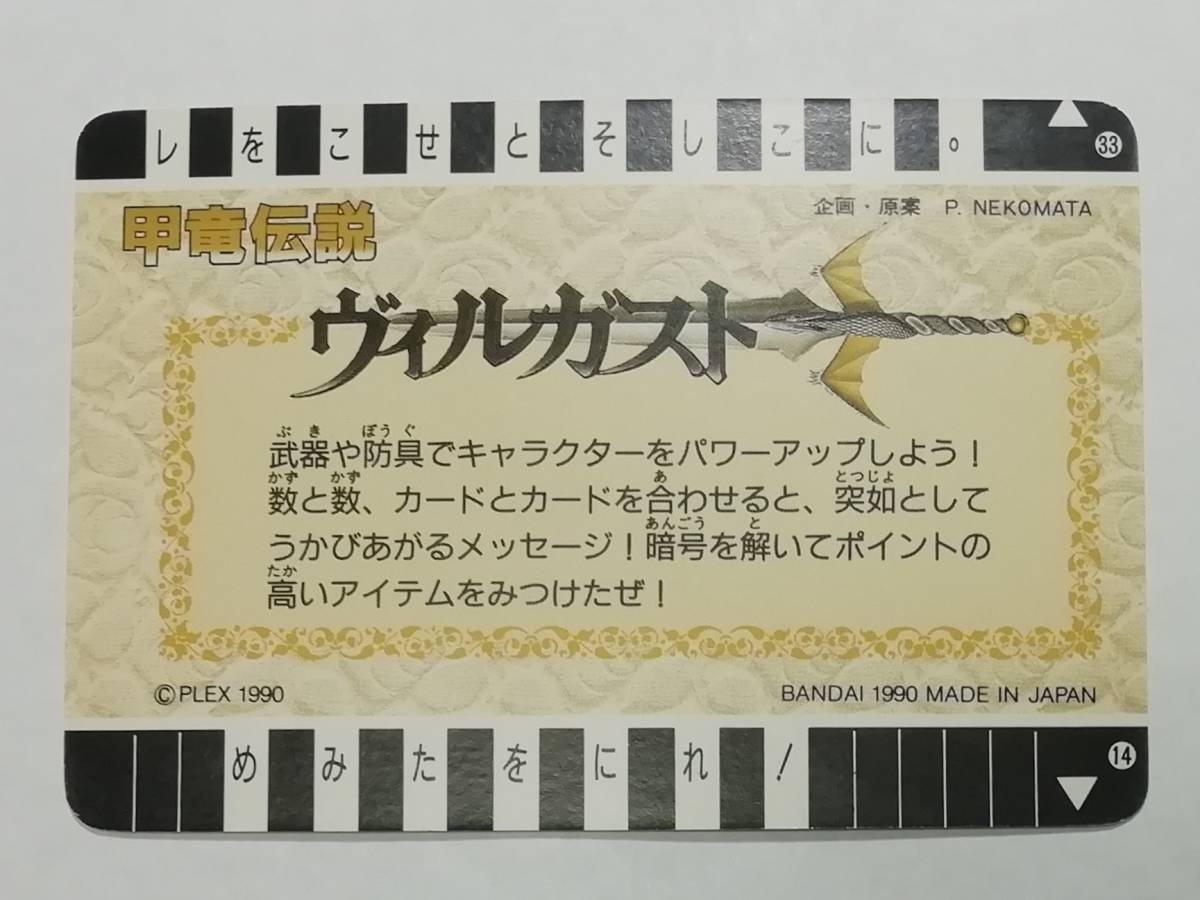 レをこせとそしこに。 33
甲竜伝説
企画・原案 P. NEKOMATA
ヴィルガスト
武器や防具でキャラクターをパワーアップしよう!
数と数、カードとカードを合わせると、突如として
うかびあがるメッセージ!暗号を解いてポイントの
高いアイテムをみつけたぜ!
©PLEX 1990
BANDAI 1990 MADE IN JAPAN
めみたをにれ! 14